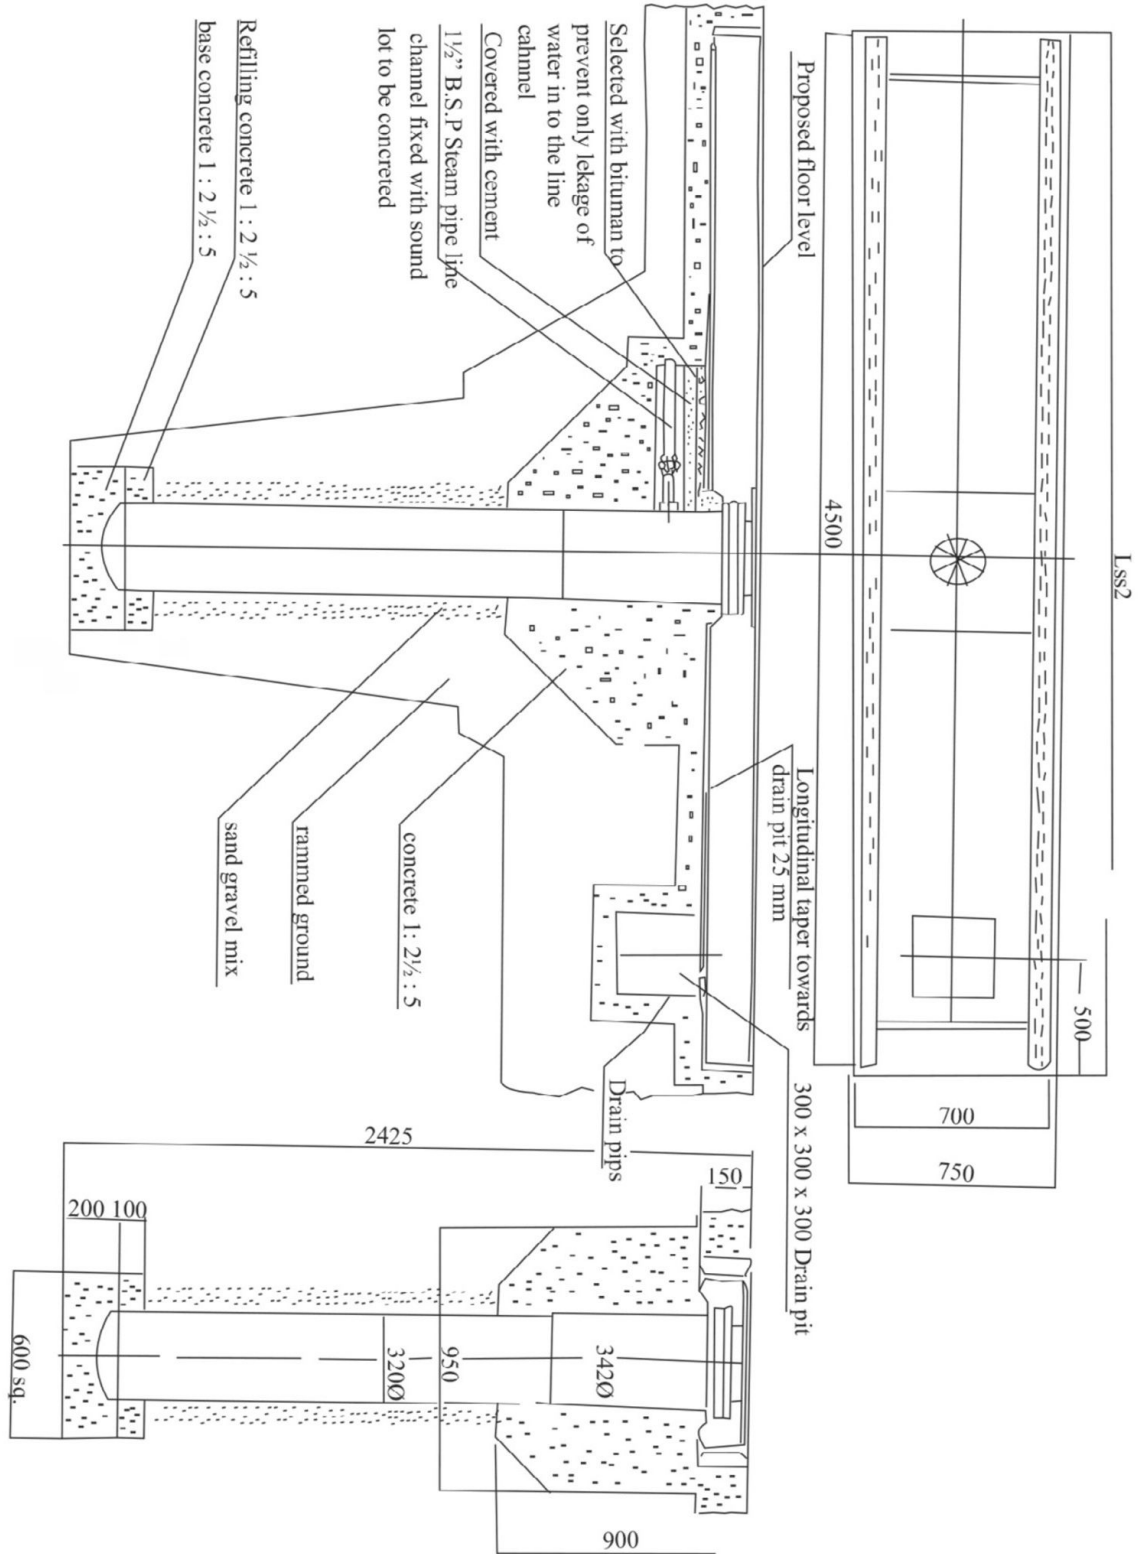 Lss2
4500
500
700
750
Proposed floor level
Selected with bituman to
prevent only lekage of
water in to the line
cahnnel
Covered with cement
1½” B.S.P Steam pipe line
channel fixed with sound
lot to be concreted
Refilling concrete 1 : 2 ½ : 5
base concrete 1 : 2 ½ : 5
Longitudinal taper towards
drain pit 25 mm
300 x 300 x 300 Drain pit
Drain pips
concrete 1: 2½ : 5
rammed ground
sand gravel mix
2425
150
200 100
600 sq.
320Ø
950
342Ø
900